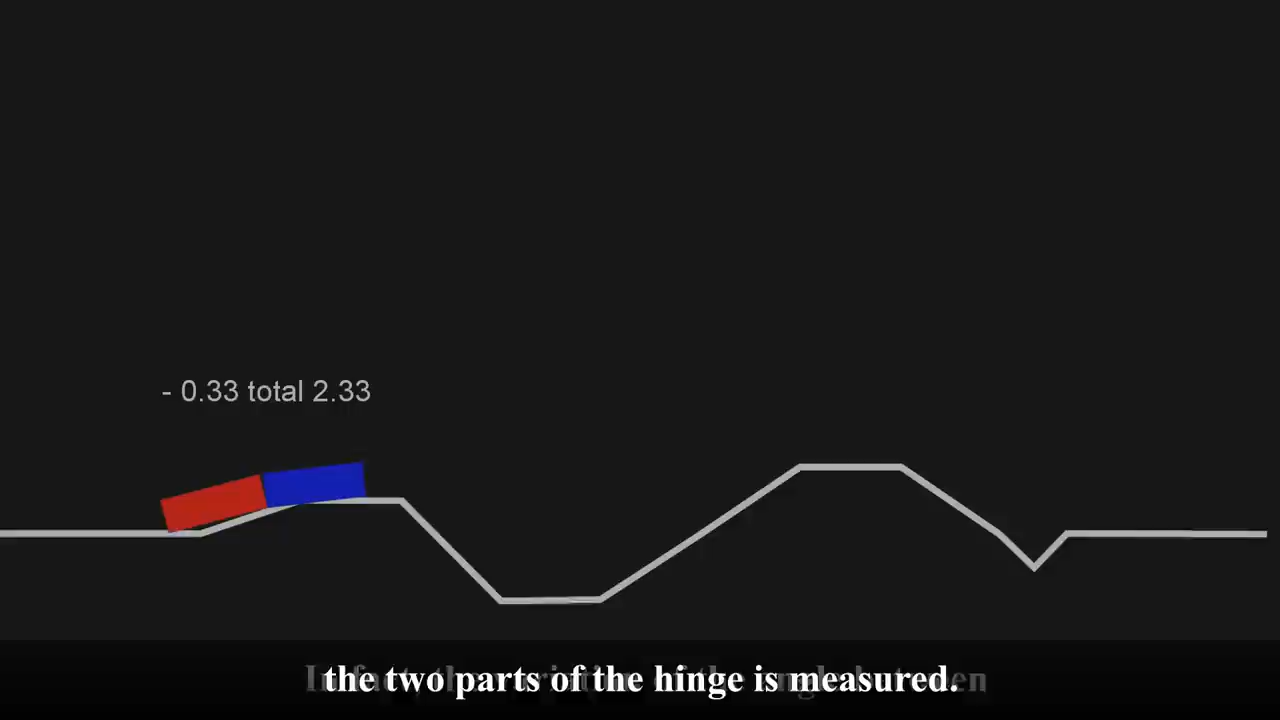 - 0.33 total 2.33
the two parts of the hinge is measured.